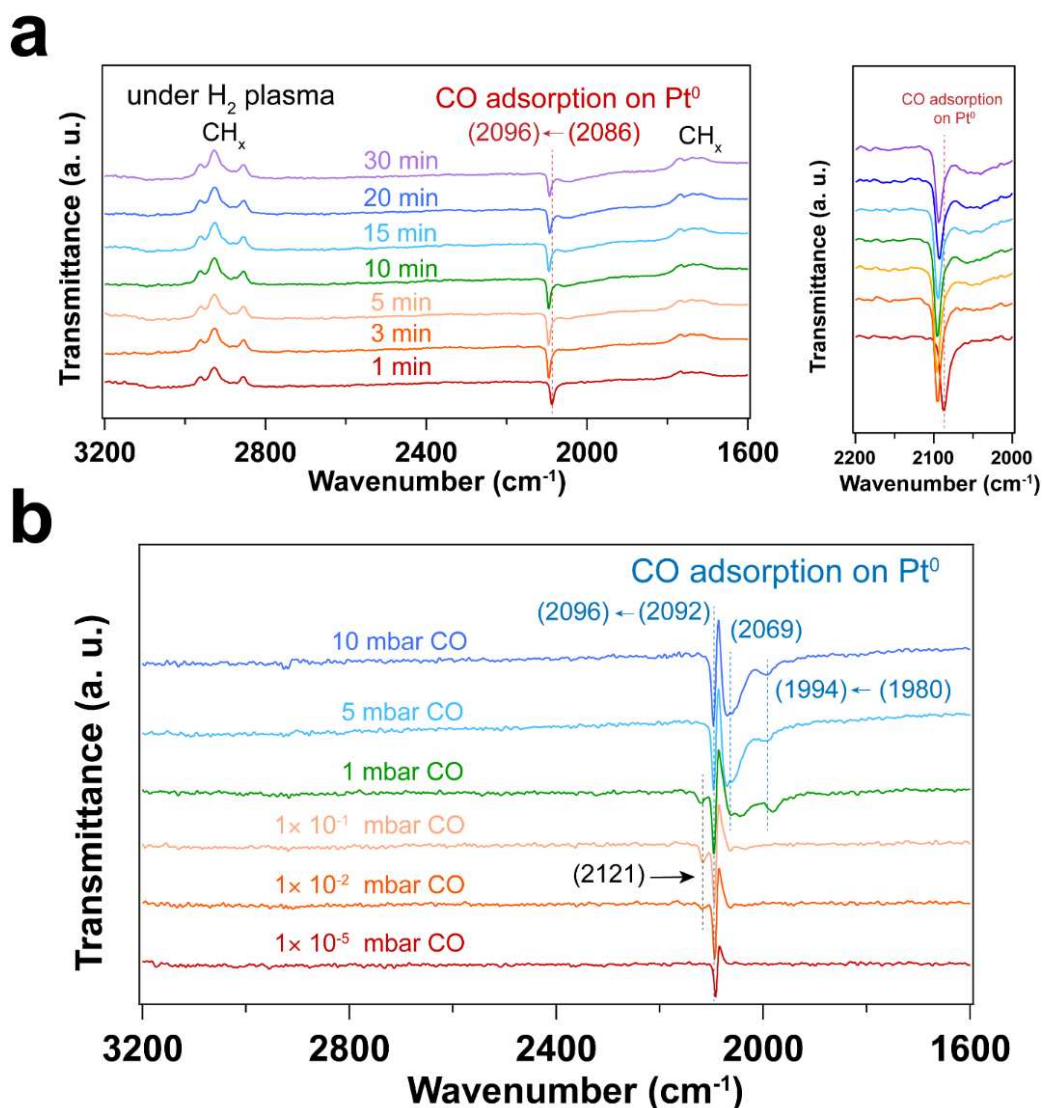 a
under H₂ plasma
CHₓ
CO adsorption on Pt⁰
(2096) ← (2086)
CHₓ
30 min
20 min
15 min
10 min
5 min
3 min
1 min
Transmittance (a. u.)
3200 2800 2400 2000 1600
Wavenumber (cm⁻¹)
CO adsorption
on Pt⁰
Transmittance (a. u.)
2200 2100 2000
Wavenumber (cm⁻¹)
b
CO adsorption on Pt⁰
(2096) ← (2092)
(2069)
(1994) ← (1980)
10 mbar CO
5 mbar CO
1 mbar CO
1× 10⁻¹ mbar CO
(2121) →
1× 10⁻² mbar CO
1× 10⁻⁵ mbar CO
Transmittance (a. u.)
3200 2800 2400 2000 1600
Wavenumber (cm⁻¹)